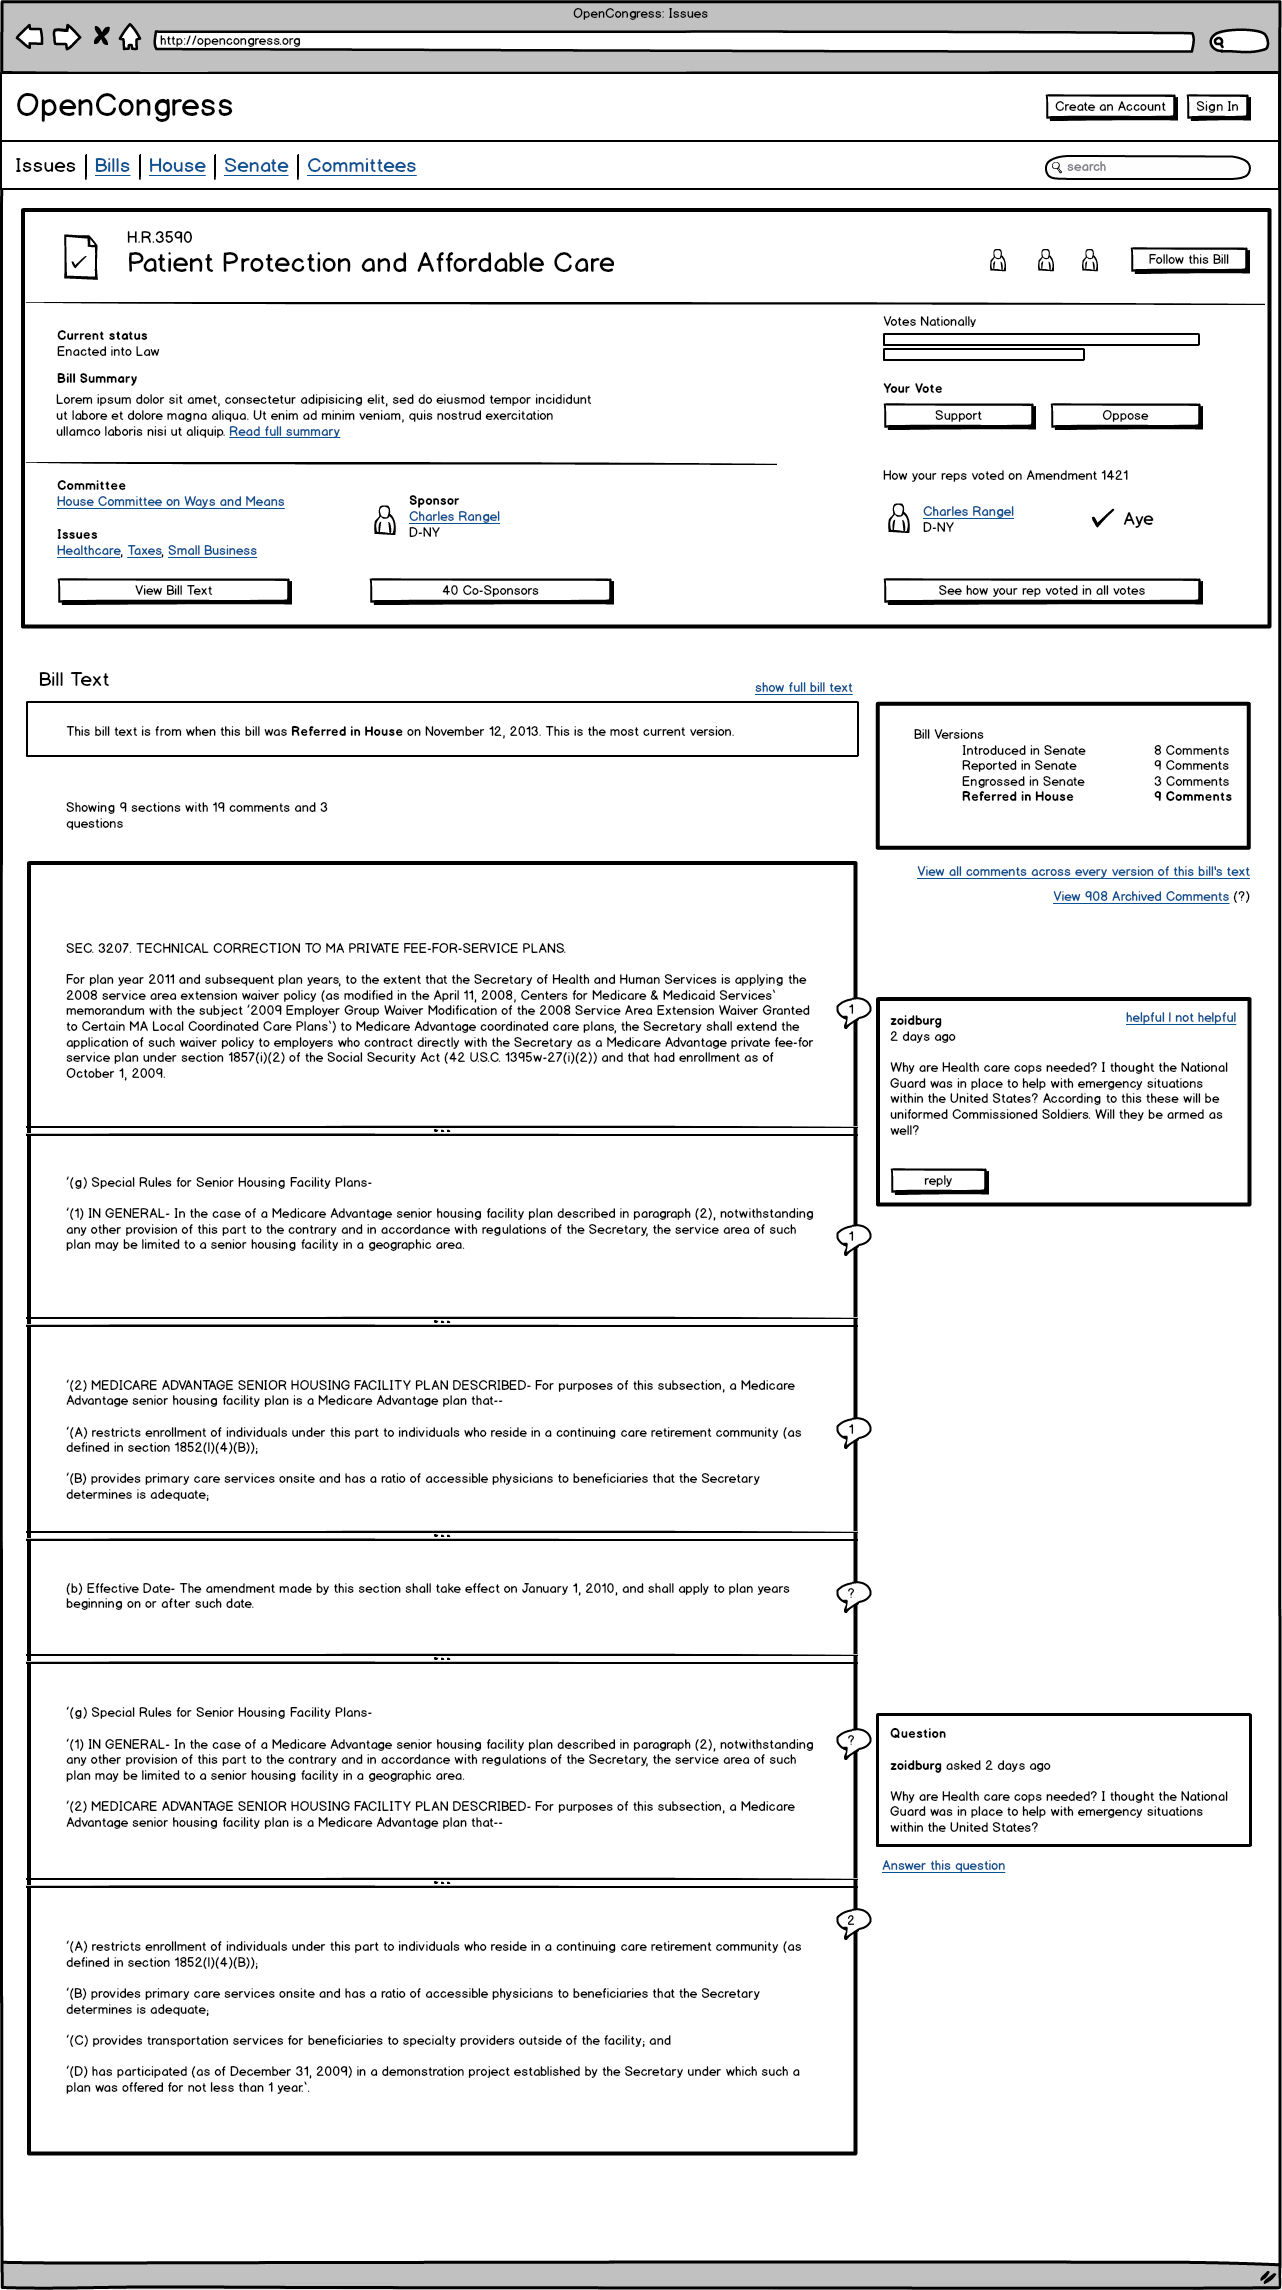 OpenCongress: Issues
http://opencongress.org
OpenCongress
Create an Account
Sign In
Issues | Bills | House | Senate | Committees
search
H.R.3590
Patient Protection and Affordable Care
Follow this Bill
Current status
Enacted into Law
Bill Summary
Lorem ipsum dolor sit amet, consectetur adipisicing elit, sed do eiusmod tempor incididunt
ut labore et dolore magna aliqua. Ut enim ad minim veniam, quis nostrud exercitation
ullamco laboris nisi ut aliquip. Read full summary
Votes Nationally
Your Vote
Support
Oppose
Committee
House Committee on Ways and Means
Issues
Healthcare, Taxes, Small Business
Sponsor
Charles Rangel
D-NY
How your reps voted on Amendment 1421
Charles Rangel
D-NY
Aye
View Bill Text
40 Co-Sponsors
See how your rep voted in all votes
Bill Text
show full bill text
This bill text is from when this bill was Referred in House on November 12, 2013. This is the most current version.
Showing 9 sections with 19 comments and 3
questions
Bill Versions
Introduced in Senate 8 Comments
Reported in Senate 9 Comments
Engrossed in Senate 3 Comments
Referred in House 9 Comments
View all comments across every version of this bill's text
View 908 Archived Comments (?)
SEC. 3207. TECHNICAL CORRECTION TO MA PRIVATE FEE-FOR-SERVICE PLANS.
For plan year 2011 and subsequent plan years, to the extent that the Secretary of Health and Human Services is applying the
2008 service area extension waiver policy (as modified in the April 11, 2008, Centers for Medicare & Medicaid Services`
memorandum with the subject ´2009 Employer Group Waiver Modification of the 2008 Service Area Extension Waiver Granted
to Certain MA Local Coordinated Care Plans`) to Medicare Advantage coordinated care plans, the Secretary shall extend the
application of such waiver policy to employers who contract directly with the Secretary as a Medicare Advantage private fee-for
service plan under section 1857(i)(2) of the Social Security Act (42 U.S.C. 1395w-27(i)(2)) and that had enrollment as of
October 1, 2009.
1
zoidburg
helpful | not helpful
2 days ago
Why are Health care cops needed? I thought the National
Guard was in place to help with emergency situations
within the United States? According to this these will be
uniformed Commissioned Soldiers. Will they be armed as
well?
reply
...
´(g) Special Rules for Senior Housing Facility Plans-
´(1) IN GENERAL- In the case of a Medicare Advantage senior housing facility plan described in paragraph (2), notwithstanding
any other provision of this part to the contrary and in accordance with regulations of the Secretary, the service area of such
plan may be limited to a senior housing facility in a geographic area.
1
...
´(2) MEDICARE ADVANTAGE SENIOR HOUSING FACILITY PLAN DESCRIBED- For purposes of this subsection, a Medicare
Advantage senior housing facility plan is a Medicare Advantage plan that--
´(A) restricts enrollment of individuals under this part to individuals who reside in a continuing care retirement community (as
defined in section 1852(l)(4)(B));
´(B) provides primary care services onsite and has a ratio of accessible physicians to beneficiaries that the Secretary
determines is adequate;
1
...
(b) Effective Date- The amendment made by this section shall take effect on January 1, 2010, and shall apply to plan years
beginning on or after such date.
?
...
´(g) Special Rules for Senior Housing Facility Plans-
´(1) IN GENERAL- In the case of a Medicare Advantage senior housing facility plan described in paragraph (2), notwithstanding
any other provision of this part to the contrary and in accordance with regulations of the Secretary, the service area of such
plan may be limited to a senior housing facility in a geographic area.
´(2) MEDICARE ADVANTAGE SENIOR HOUSING FACILITY PLAN DESCRIBED- For purposes of this subsection, a Medicare
Advantage senior housing facility plan is a Medicare Advantage plan that--
?
Question
zoidburg asked 2 days ago
Why are Health care cops needed? I thought the National
Guard was in place to help with emergency situations
within the United States?
Answer this question
...
2
´(A) restricts enrollment of individuals under this part to individuals who reside in a continuing care retirement community (as
defined in section 1852(l)(4)(B));
´(B) provides primary care services onsite and has a ratio of accessible physicians to beneficiaries that the Secretary
determines is adequate;
´(C) provides transportation services for beneficiaries to specialty providers outside of the facility; and
´(D) has participated (as of December 31, 2009) in a demonstration project established by the Secretary under which such a
plan was offered for not less than 1 year.`.